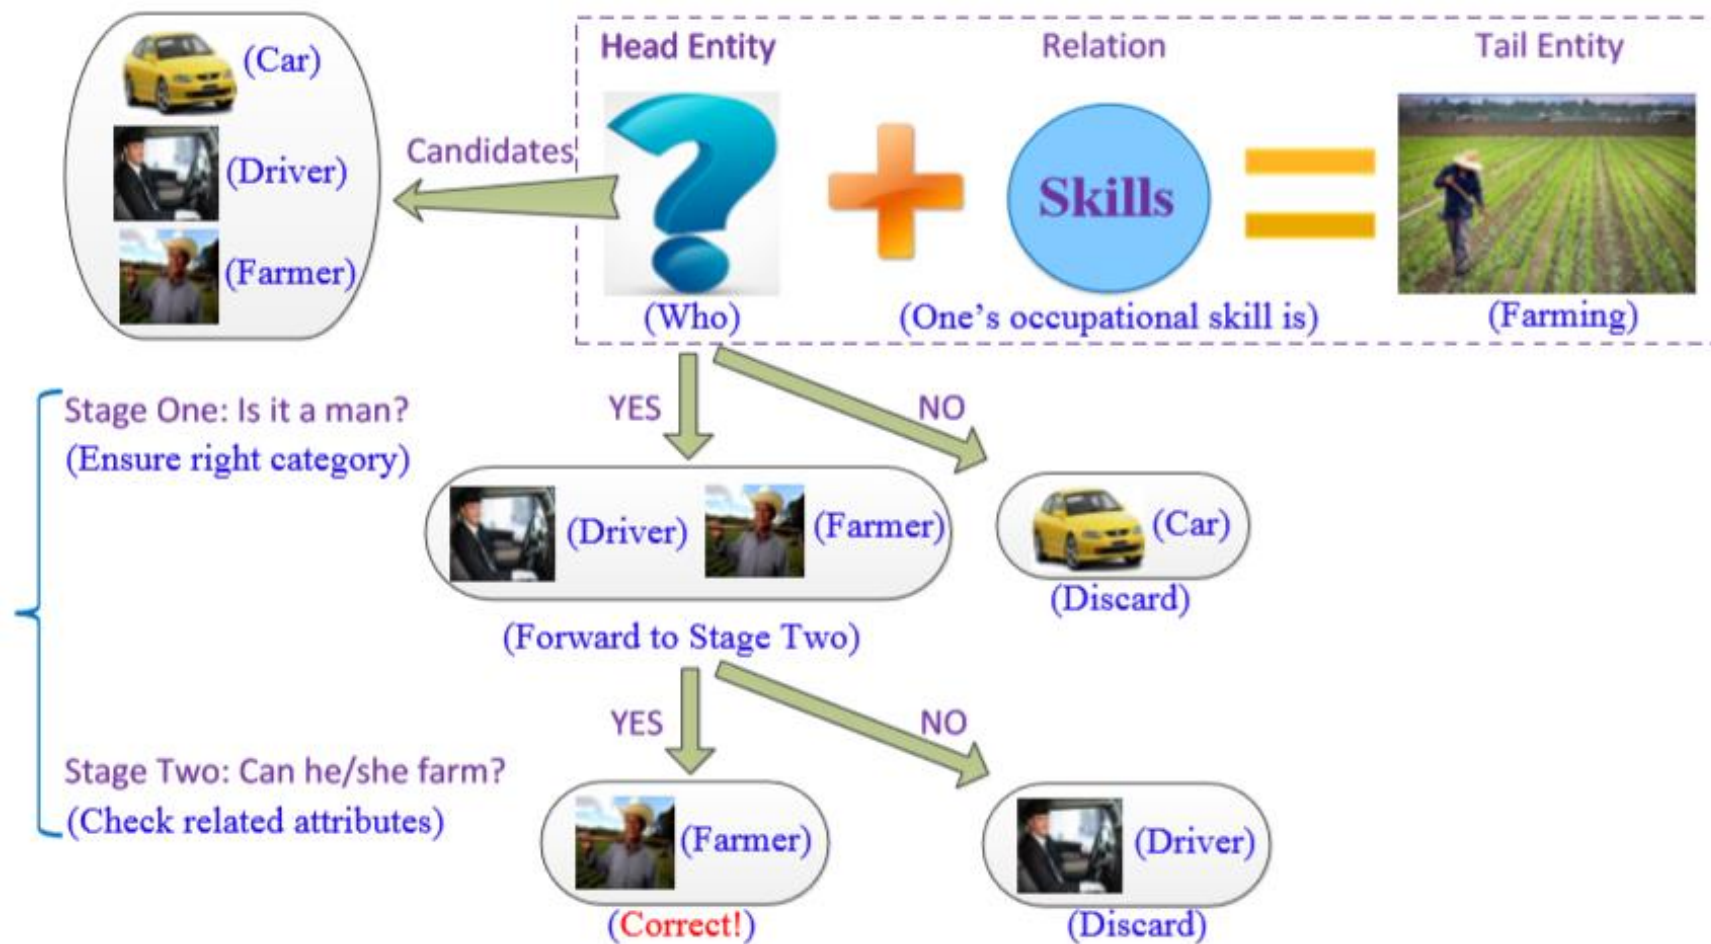 Head Entity
Relation
Tail Entity
(Car)
(Driver)
(Farmer)
Candidates
Skills
(Who)
(One’s occupational skill is)
(Farming)
Stage One: Is it a man?
(Ensure right category)
YES
NO
(Driver)
(Farmer)
(Car)
(Discard)
(Forward to Stage Two)
Stage Two: Can he/she farm?
(Check related attributes)
YES
NO
(Farmer)
(Driver)
(Correct!)
(Discard)